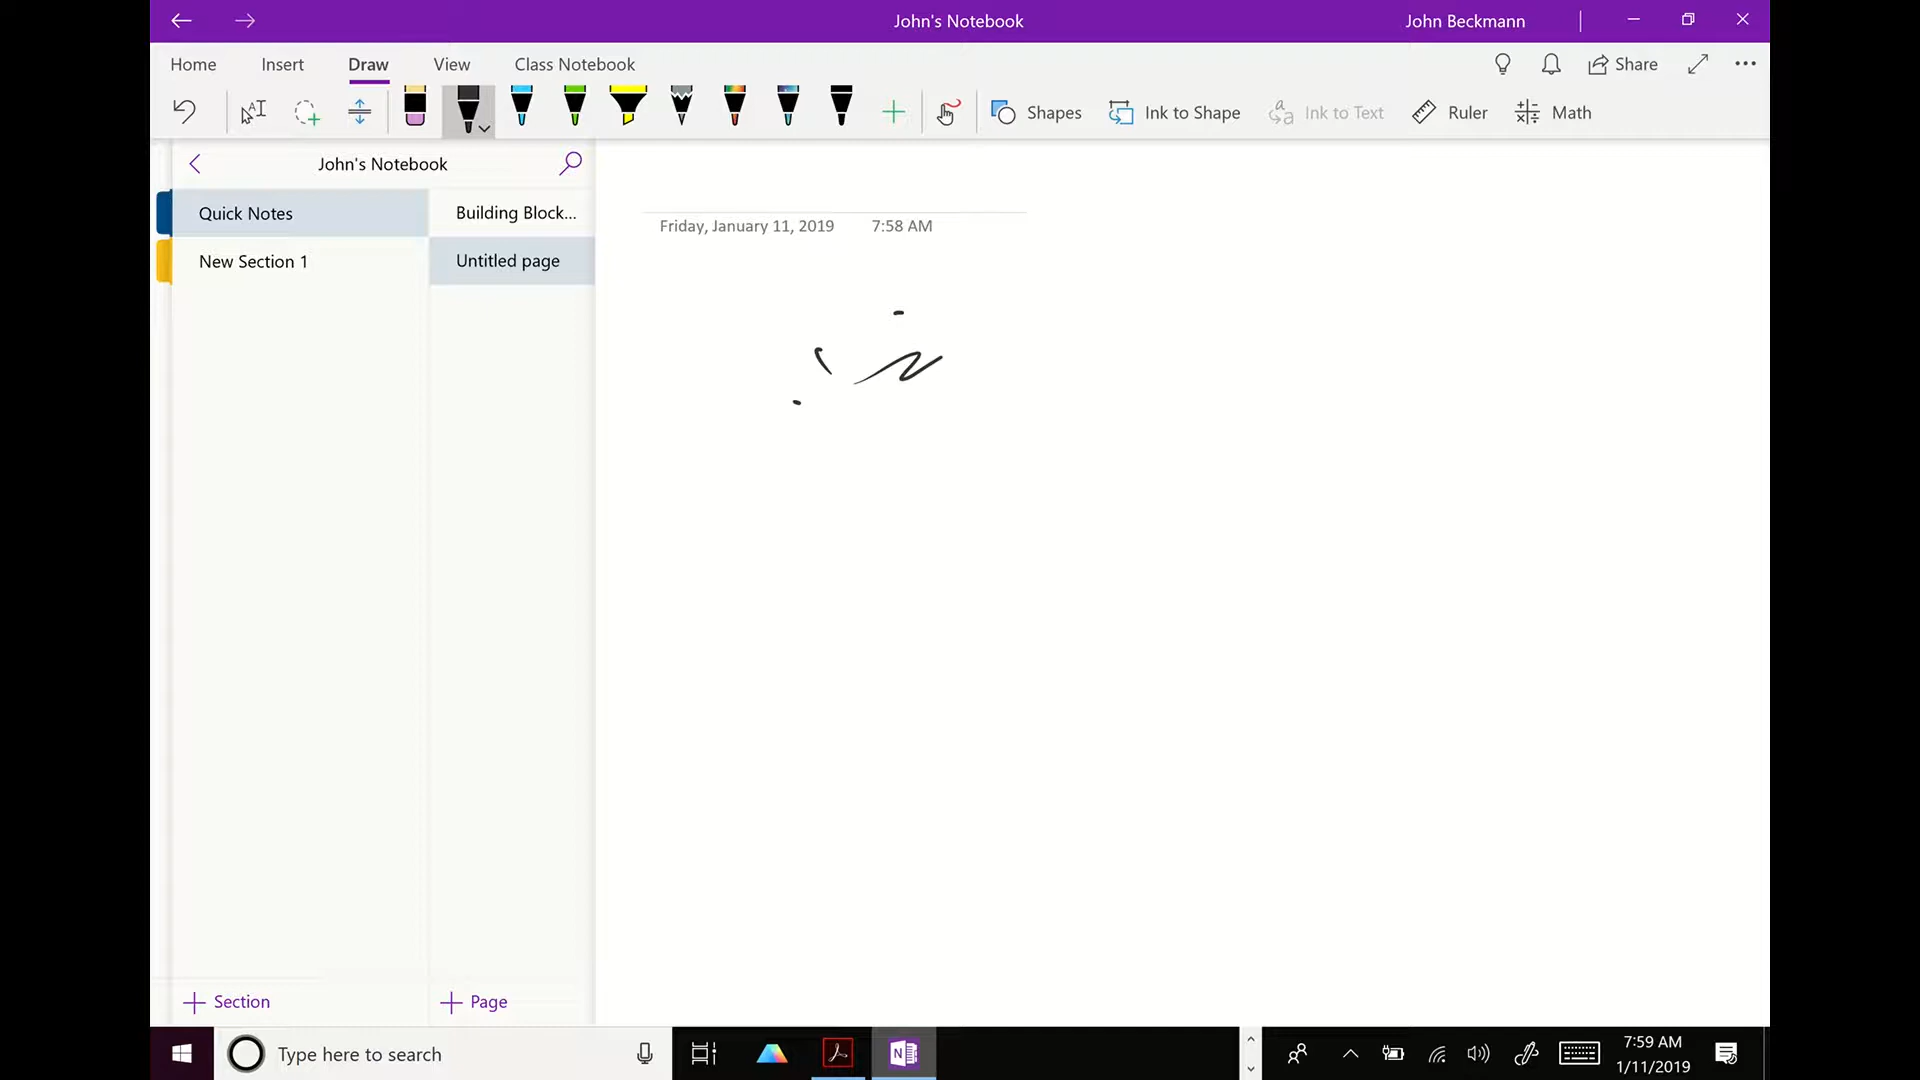 John's Notebook
John Beckmann
Home
Insert
Draw
View
Class Notebook
Share
Shapes
Ink to Shape
Ink to Text
Ruler
Math
John's Notebook
Quick Notes
New Section 1
Building Block...
Untitled page
Friday, January 11, 2019
7:58 AM
Section
Page
Type here to search
7:59 AM
1/11/2019